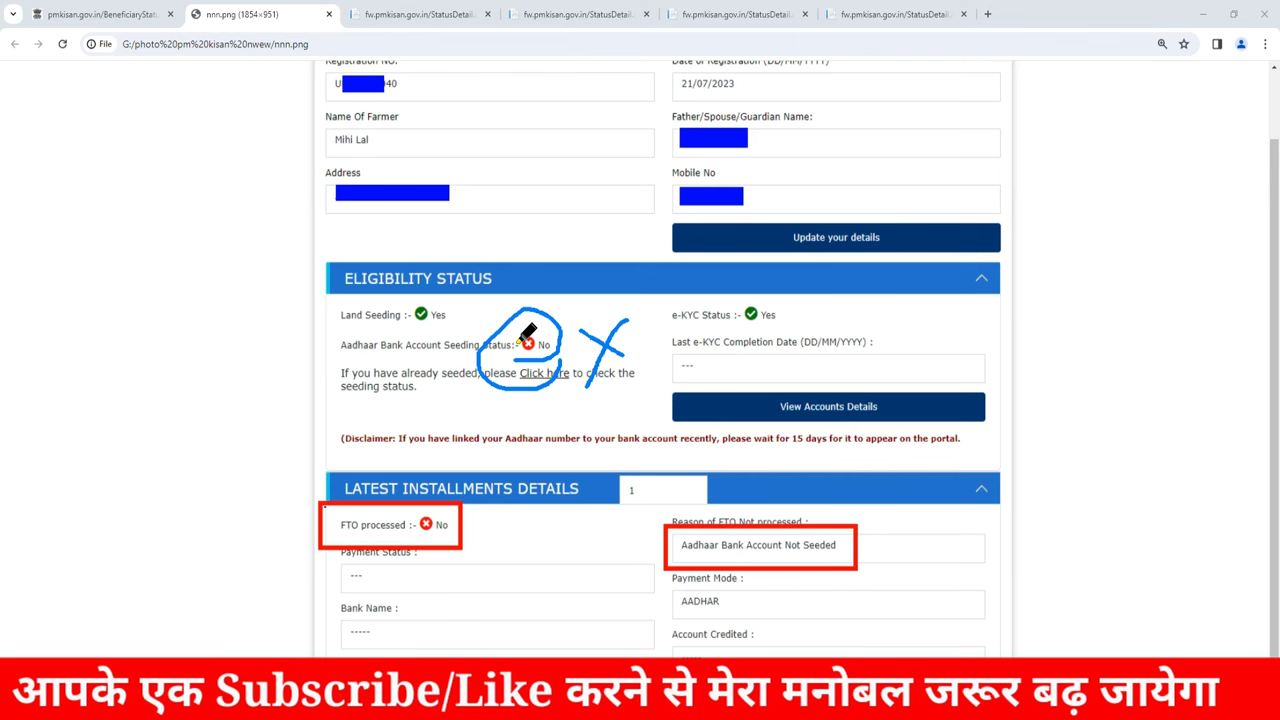 pmkisan.gov.in/BeneficiaryStat
nnn.png (1854×951)
fw.pmkisan.gov.in/StatusDetail.
fw.pmkisan.gov.in/StatusDetail.
fw.pmkisan.gov.in/StatusDetail.
fw.pmkisan.gov.in/StatusDetail.
File
G:/photo%20pm%20kisan%20nwew/nnn.png
Registration NO.
Date of Registration (DD/MM/YYYY)
U 040
21/07/2023
Name Of Farmer
Father/Spouse/Guardian Name:
Mihi Lal
Address
Mobile No
Update your details
ELIGIBILITY STATUS
Land Seeding :- Yes
e-KYC Status :- Yes
Aadhaar Bank Account Seeding Status:- No
Last e-KYC Completion Date (DD/MM/YYYY) :
---
If you have already seeded, please Click here to check the
seeding status.
View Accounts Details
(Disclaimer: If you have linked your Aadhaar number to your bank account recently, please wait for 15 days for it to appear on the portal.
LATEST INSTALLMENTS DETAILS
1
FTO processed :- No
Reason of FTO Not processed :
Aadhaar Bank Account Not Seeded
Payment Status :
---
Payment Mode :
AADHAR
Bank Name :
-----
Account Credited :
आपके एक Subscribe/Like करने से मेरा मनोबल जरूर बढ़ जायेगा